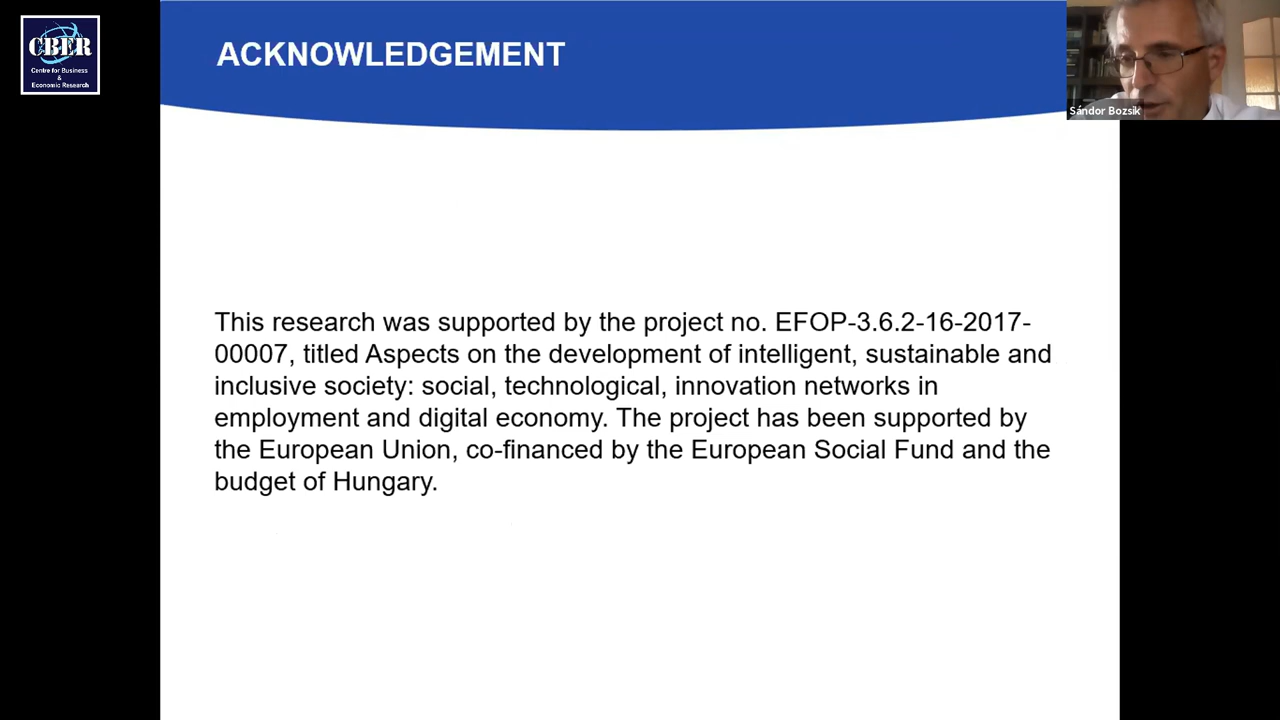 CBER
Centre for Business
&
Economic Research
ACKNOWLEDGEMENT
Sándor Bozsik
This research was supported by the project no. EFOP-3.6.2-16-2017-
00007, titled Aspects on the development of intelligent, sustainable and
inclusive society: social, technological, innovation networks in
employment and digital economy. The project has been supported by
the European Union, co-financed by the European Social Fund and the
budget of Hungary.